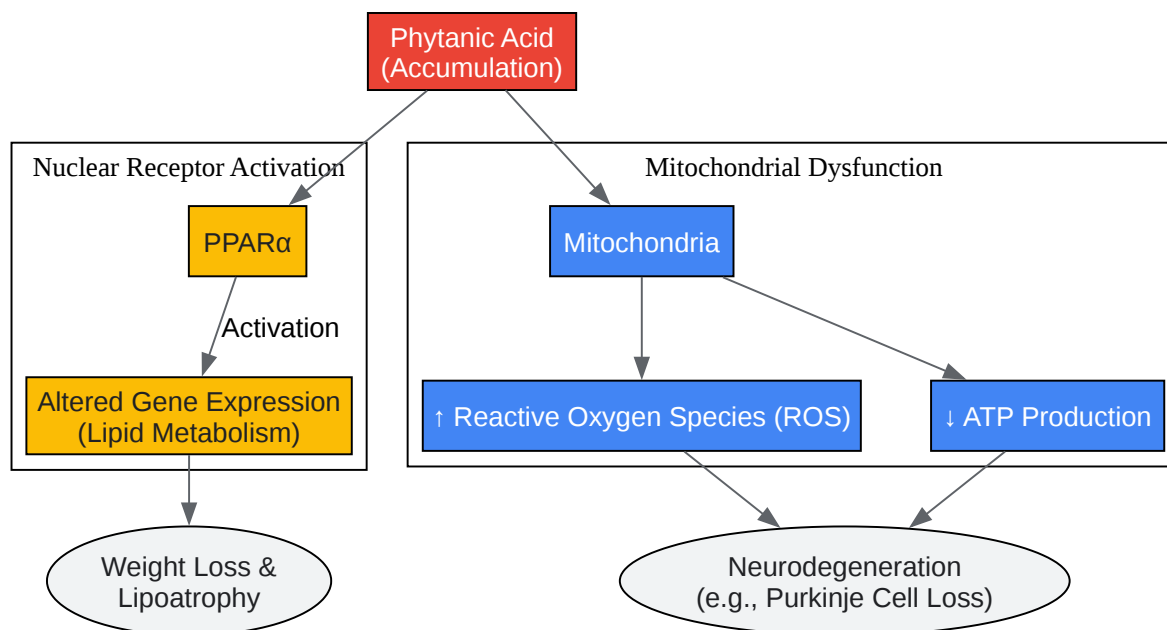 Phytanic Acid
(Accumulation)
Nuclear Receptor Activation
Mitochondrial Dysfunction
PPARα
Mitochondria
Activation
Altered Gene Expression
(Lipid Metabolism)
↑ Reactive Oxygen Species (ROS)
↓ ATP Production
Weight Loss &
Lipoatrophy
Neurodegeneration
(e.g., Purkinje Cell Loss)